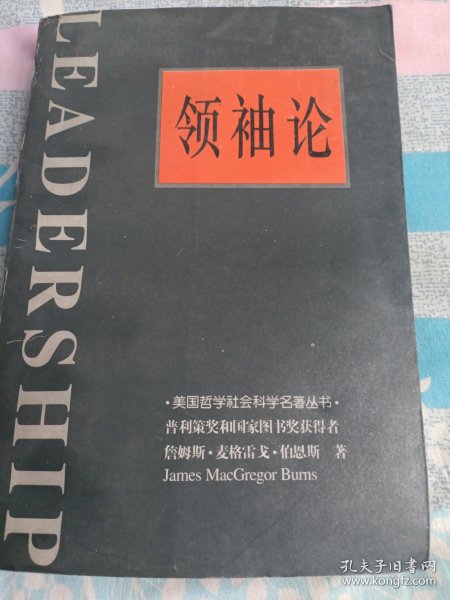 LEADERSHIP
领袖论
·美国哲学社会科学名著丛书·
普利策奖和国家图书奖获得者
詹姆斯·麦格雷戈·伯恩斯 著
James MacGregor Burns
孔夫子旧书网
www.kongfz.com